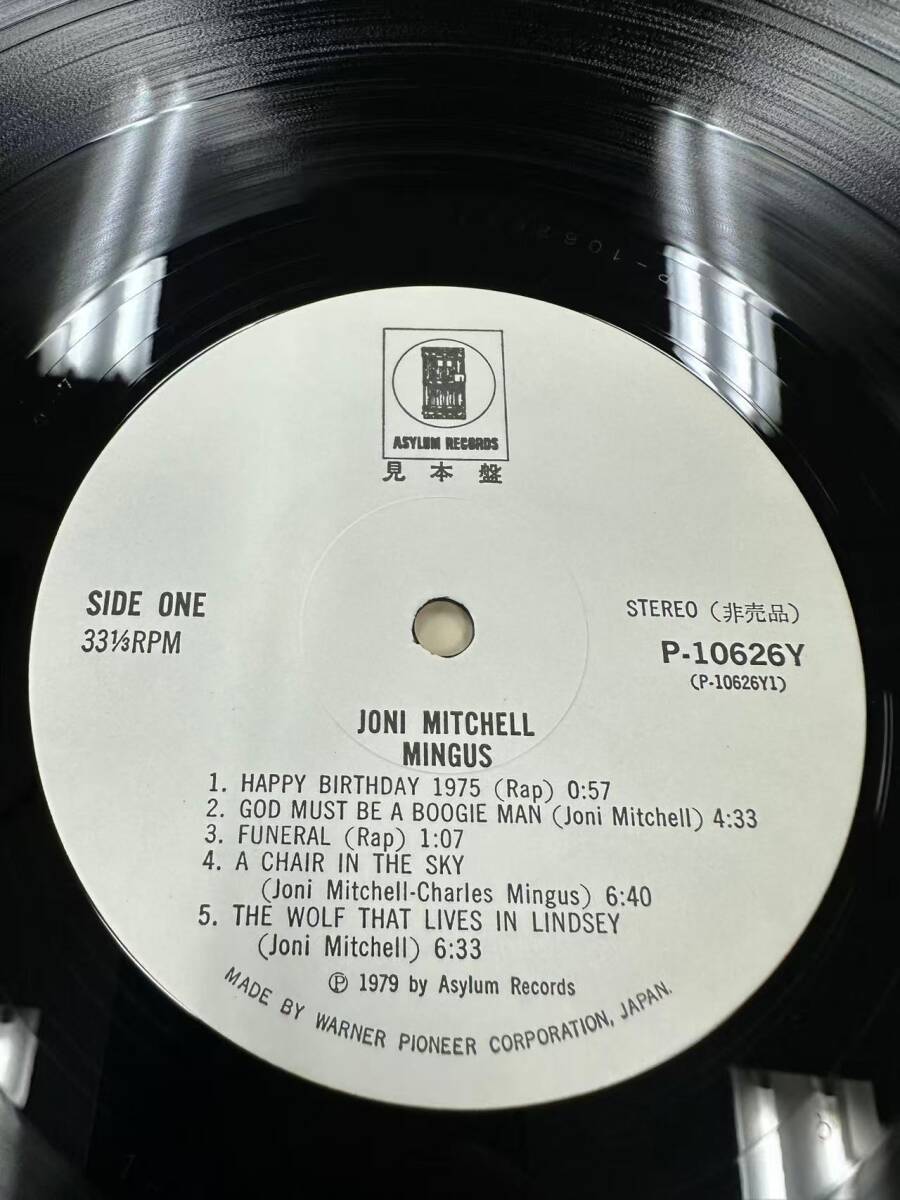 ASYLUM RECORDS
見本盤
SIDE ONE
33⅓RPM
STEREO (非売品)
P-10626Y
(P-10626Y1)
JONI MITCHELL
MINGUS
1. HAPPY BIRTHDAY 1975 (Rap) 0:57
2. GOD MUST BE A BOOGIE MAN (Joni Mitchell) 4:33
3. FUNERAL (Rap) 1:07
4. A CHAIR IN THE SKY
(Joni Mitchell-Charles Mingus) 6:40
5. THE WOLF THAT LIVES IN LINDSEY
(Joni Mitchell) 6:33
Ⓟ 1979 by Asylum Records
MADE BY WARNER PIONEER CORPORATION, JAPAN.